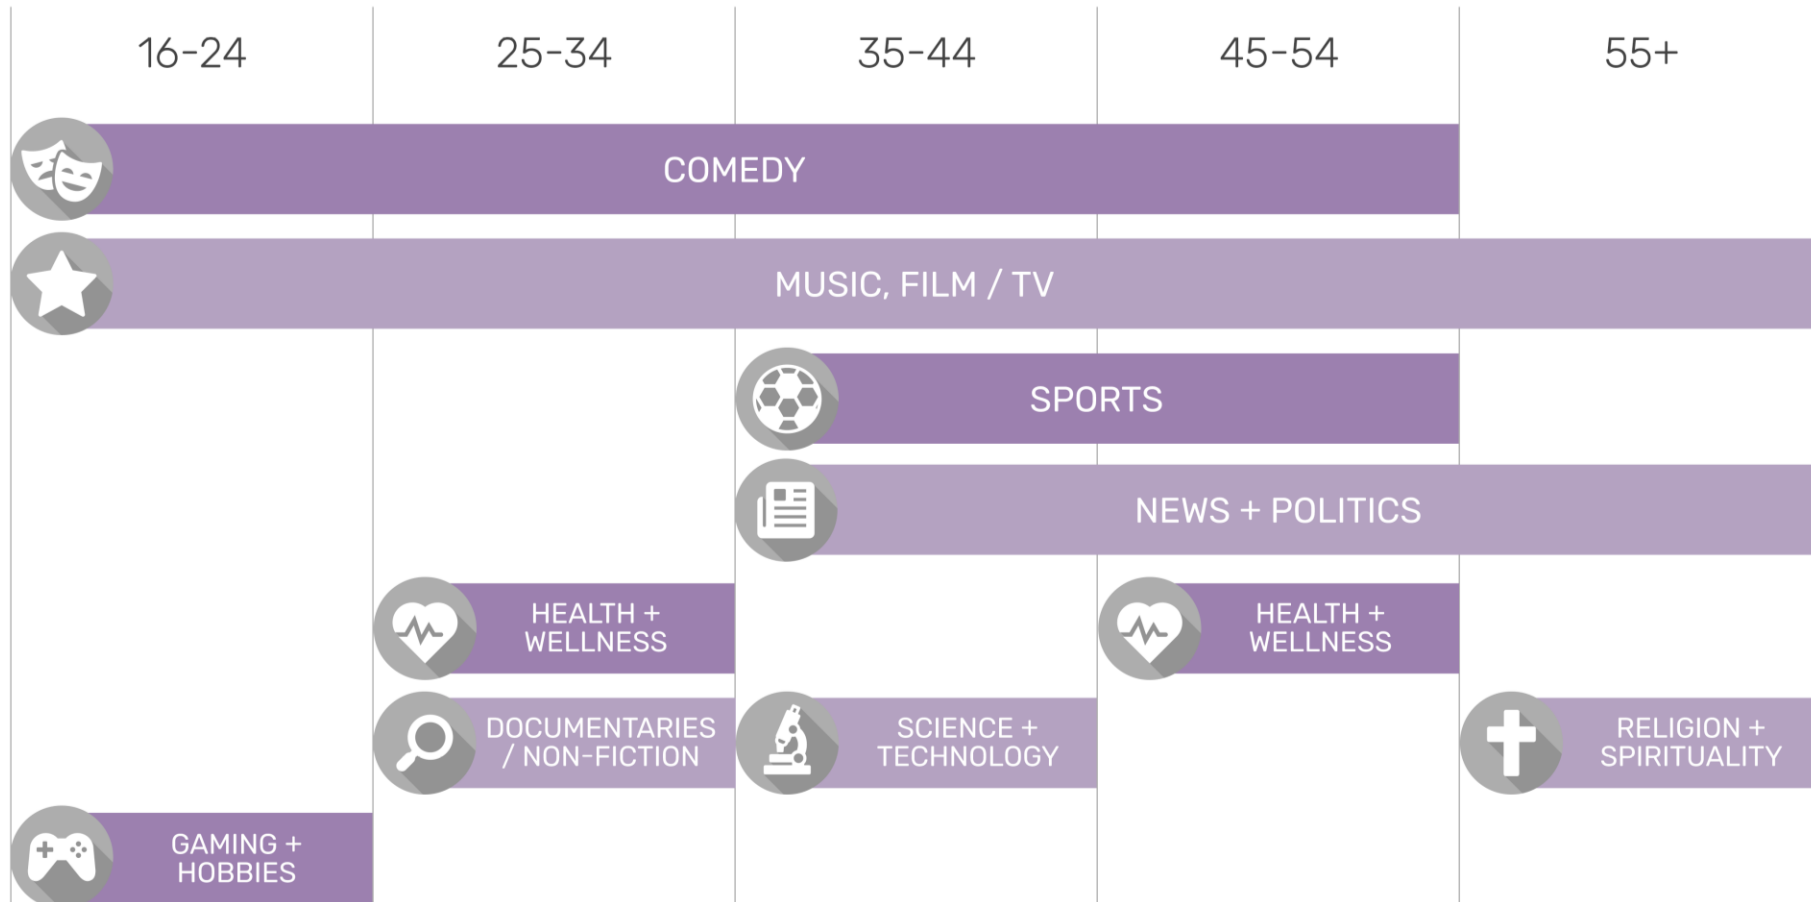 16-24
25-34
35-44
45-54
55+
COMEDY
MUSIC, FILM / TV
SPORTS
NEWS + POLITICS
HEALTH +
WELLNESS
HEALTH +
WELLNESS
DOCUMENTARIES
/ NON-FICTION
SCIENCE +
TECHNOLOGY
RELIGION +
SPIRITUALITY
GAMING +
HOBBIES